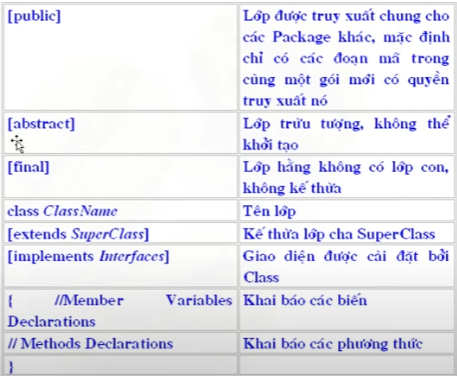 [public]
Lớp được truy xuất chung cho
các Package khác, mặc định
chỉ có các đoạn mã trong
cùng một gói mới có quyền
truy xuất nó
[abstract]
Lớp trừu tượng, không thể
khởi tạo
[final]
Lớp hằng không có lớp con,
không kế thừa
class ClassName
Tên lớp
[extends SuperClass]
Kế thừa lớp cha SuperClass
[implements Interfaces]
Giao diện được cài đặt bởi
Class
{ //Member Variables
Declarations
Khai báo các biến
// Methods Declarations
Khai báo các phương thức
}